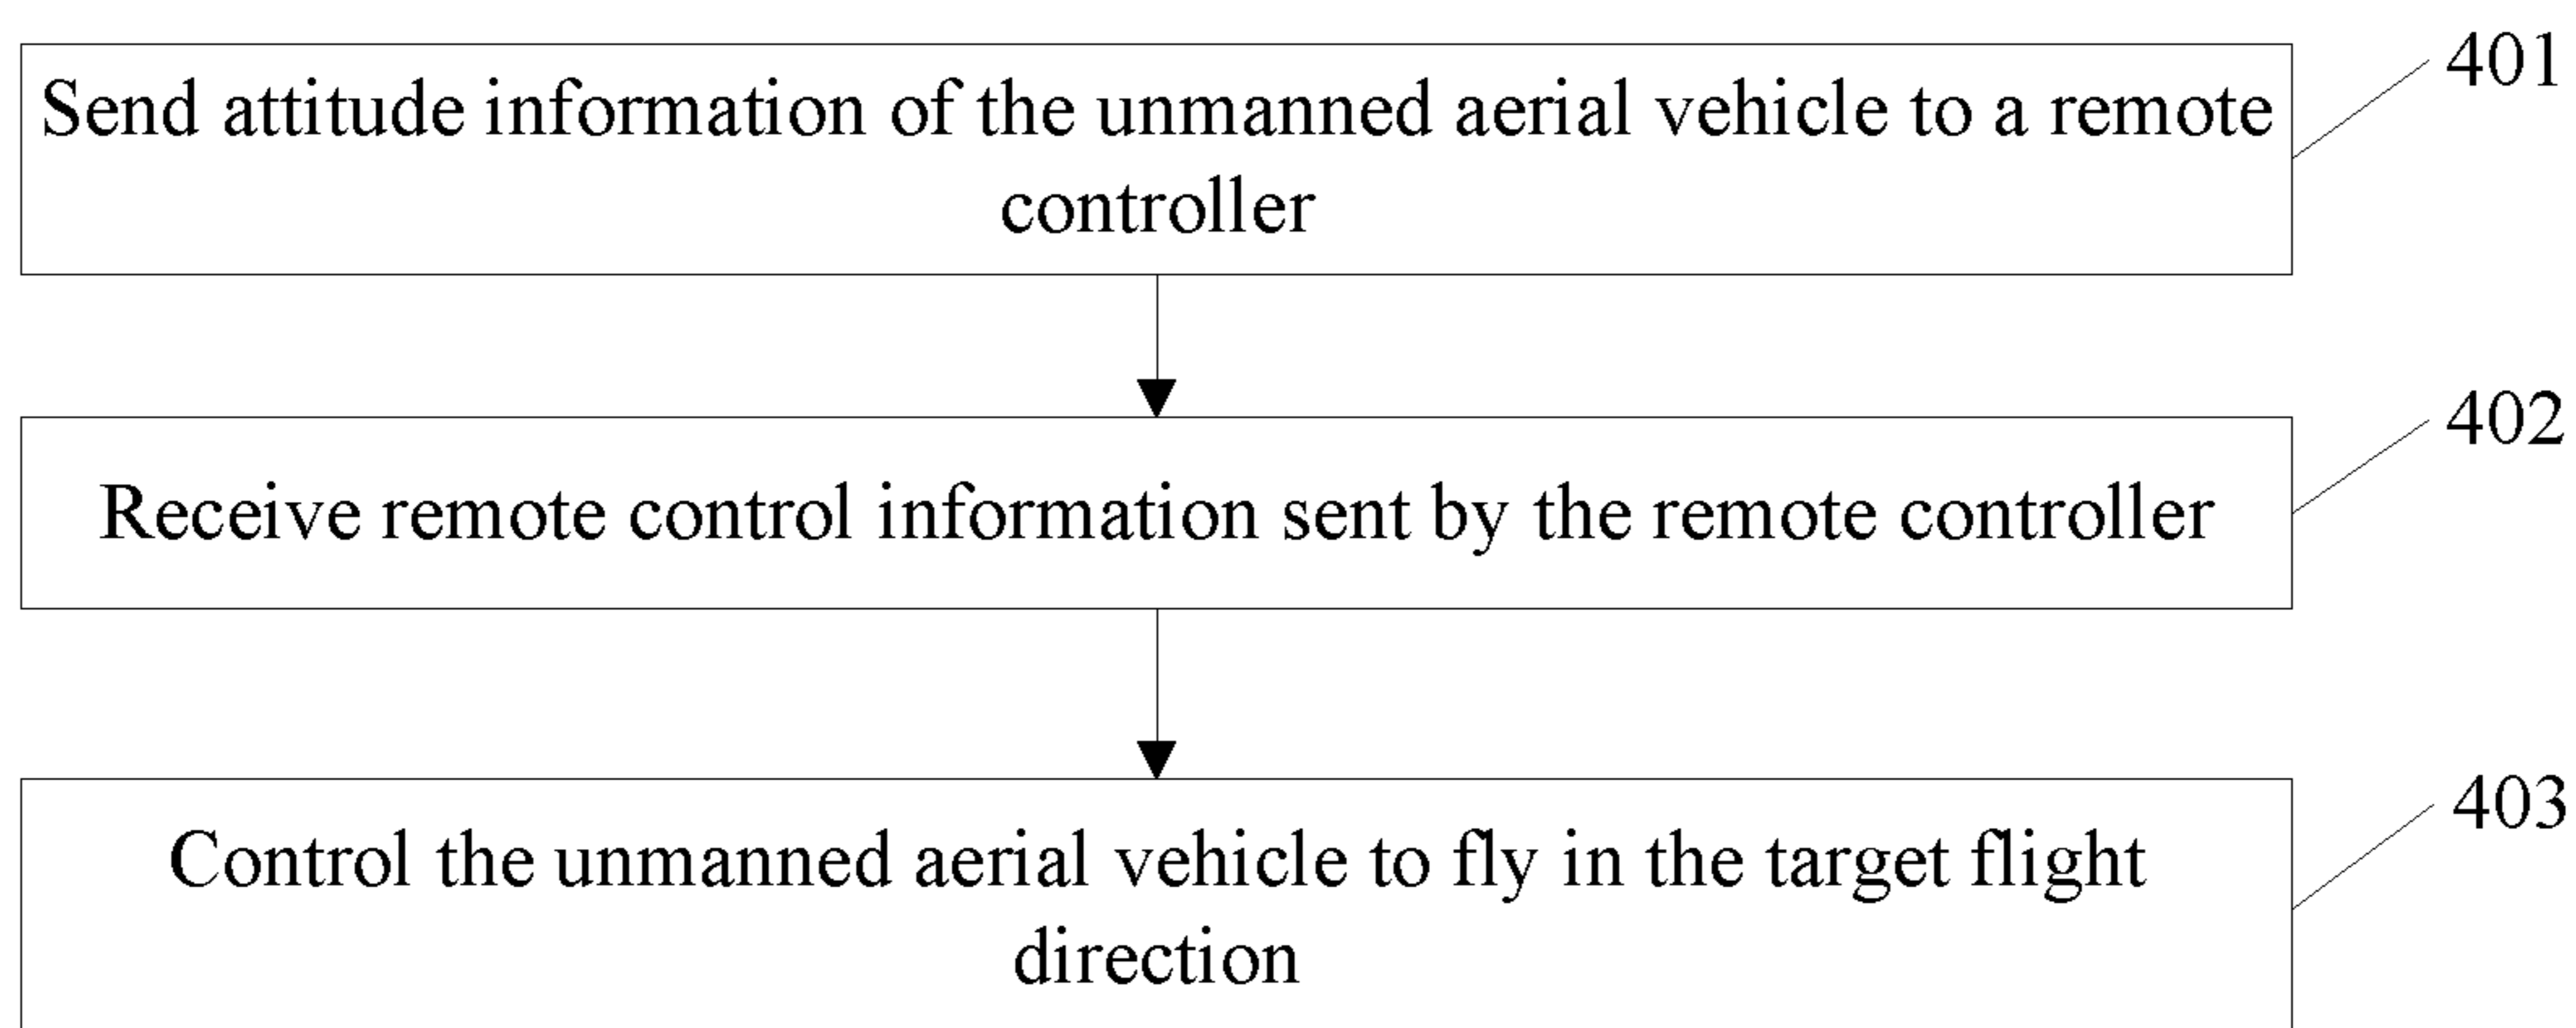 401
Send attitude information of the unmanned aerial vehicle to a remote
controller
402
Receive remote control information sent by the remote controller
403
Control the unmanned aerial vehicle to fly in the target flight
direction